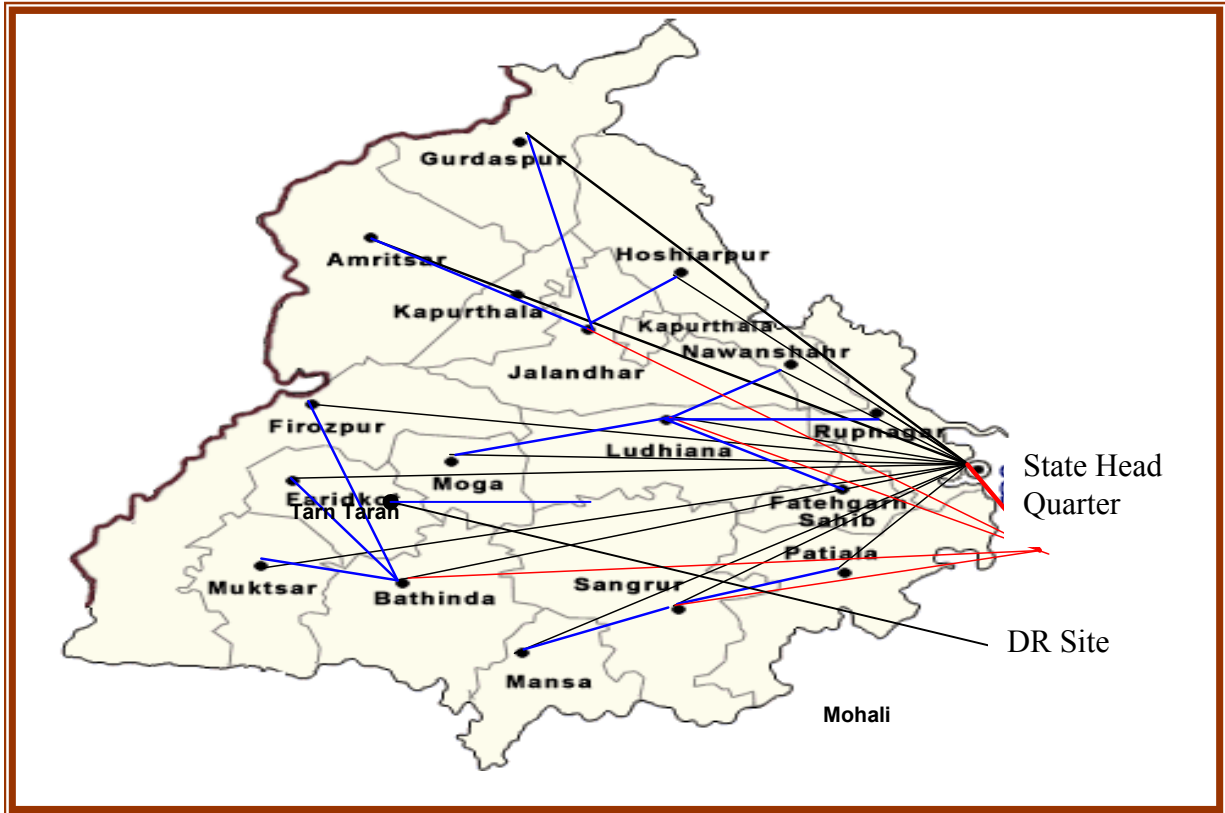 Gurdaspur
Amritsar
Hoshiarpur
Kapurthala
Kapurthala
Nawanshahr
Jalandhar
Firozpur
Rupnagar
Ludhiana
Moga
State Head
Quarter
Tarn Taran
Fatehgarh
Sahib
Patiala
Muktsar
Bathinda
Sangrur
DR Site
Mansa
Mohali